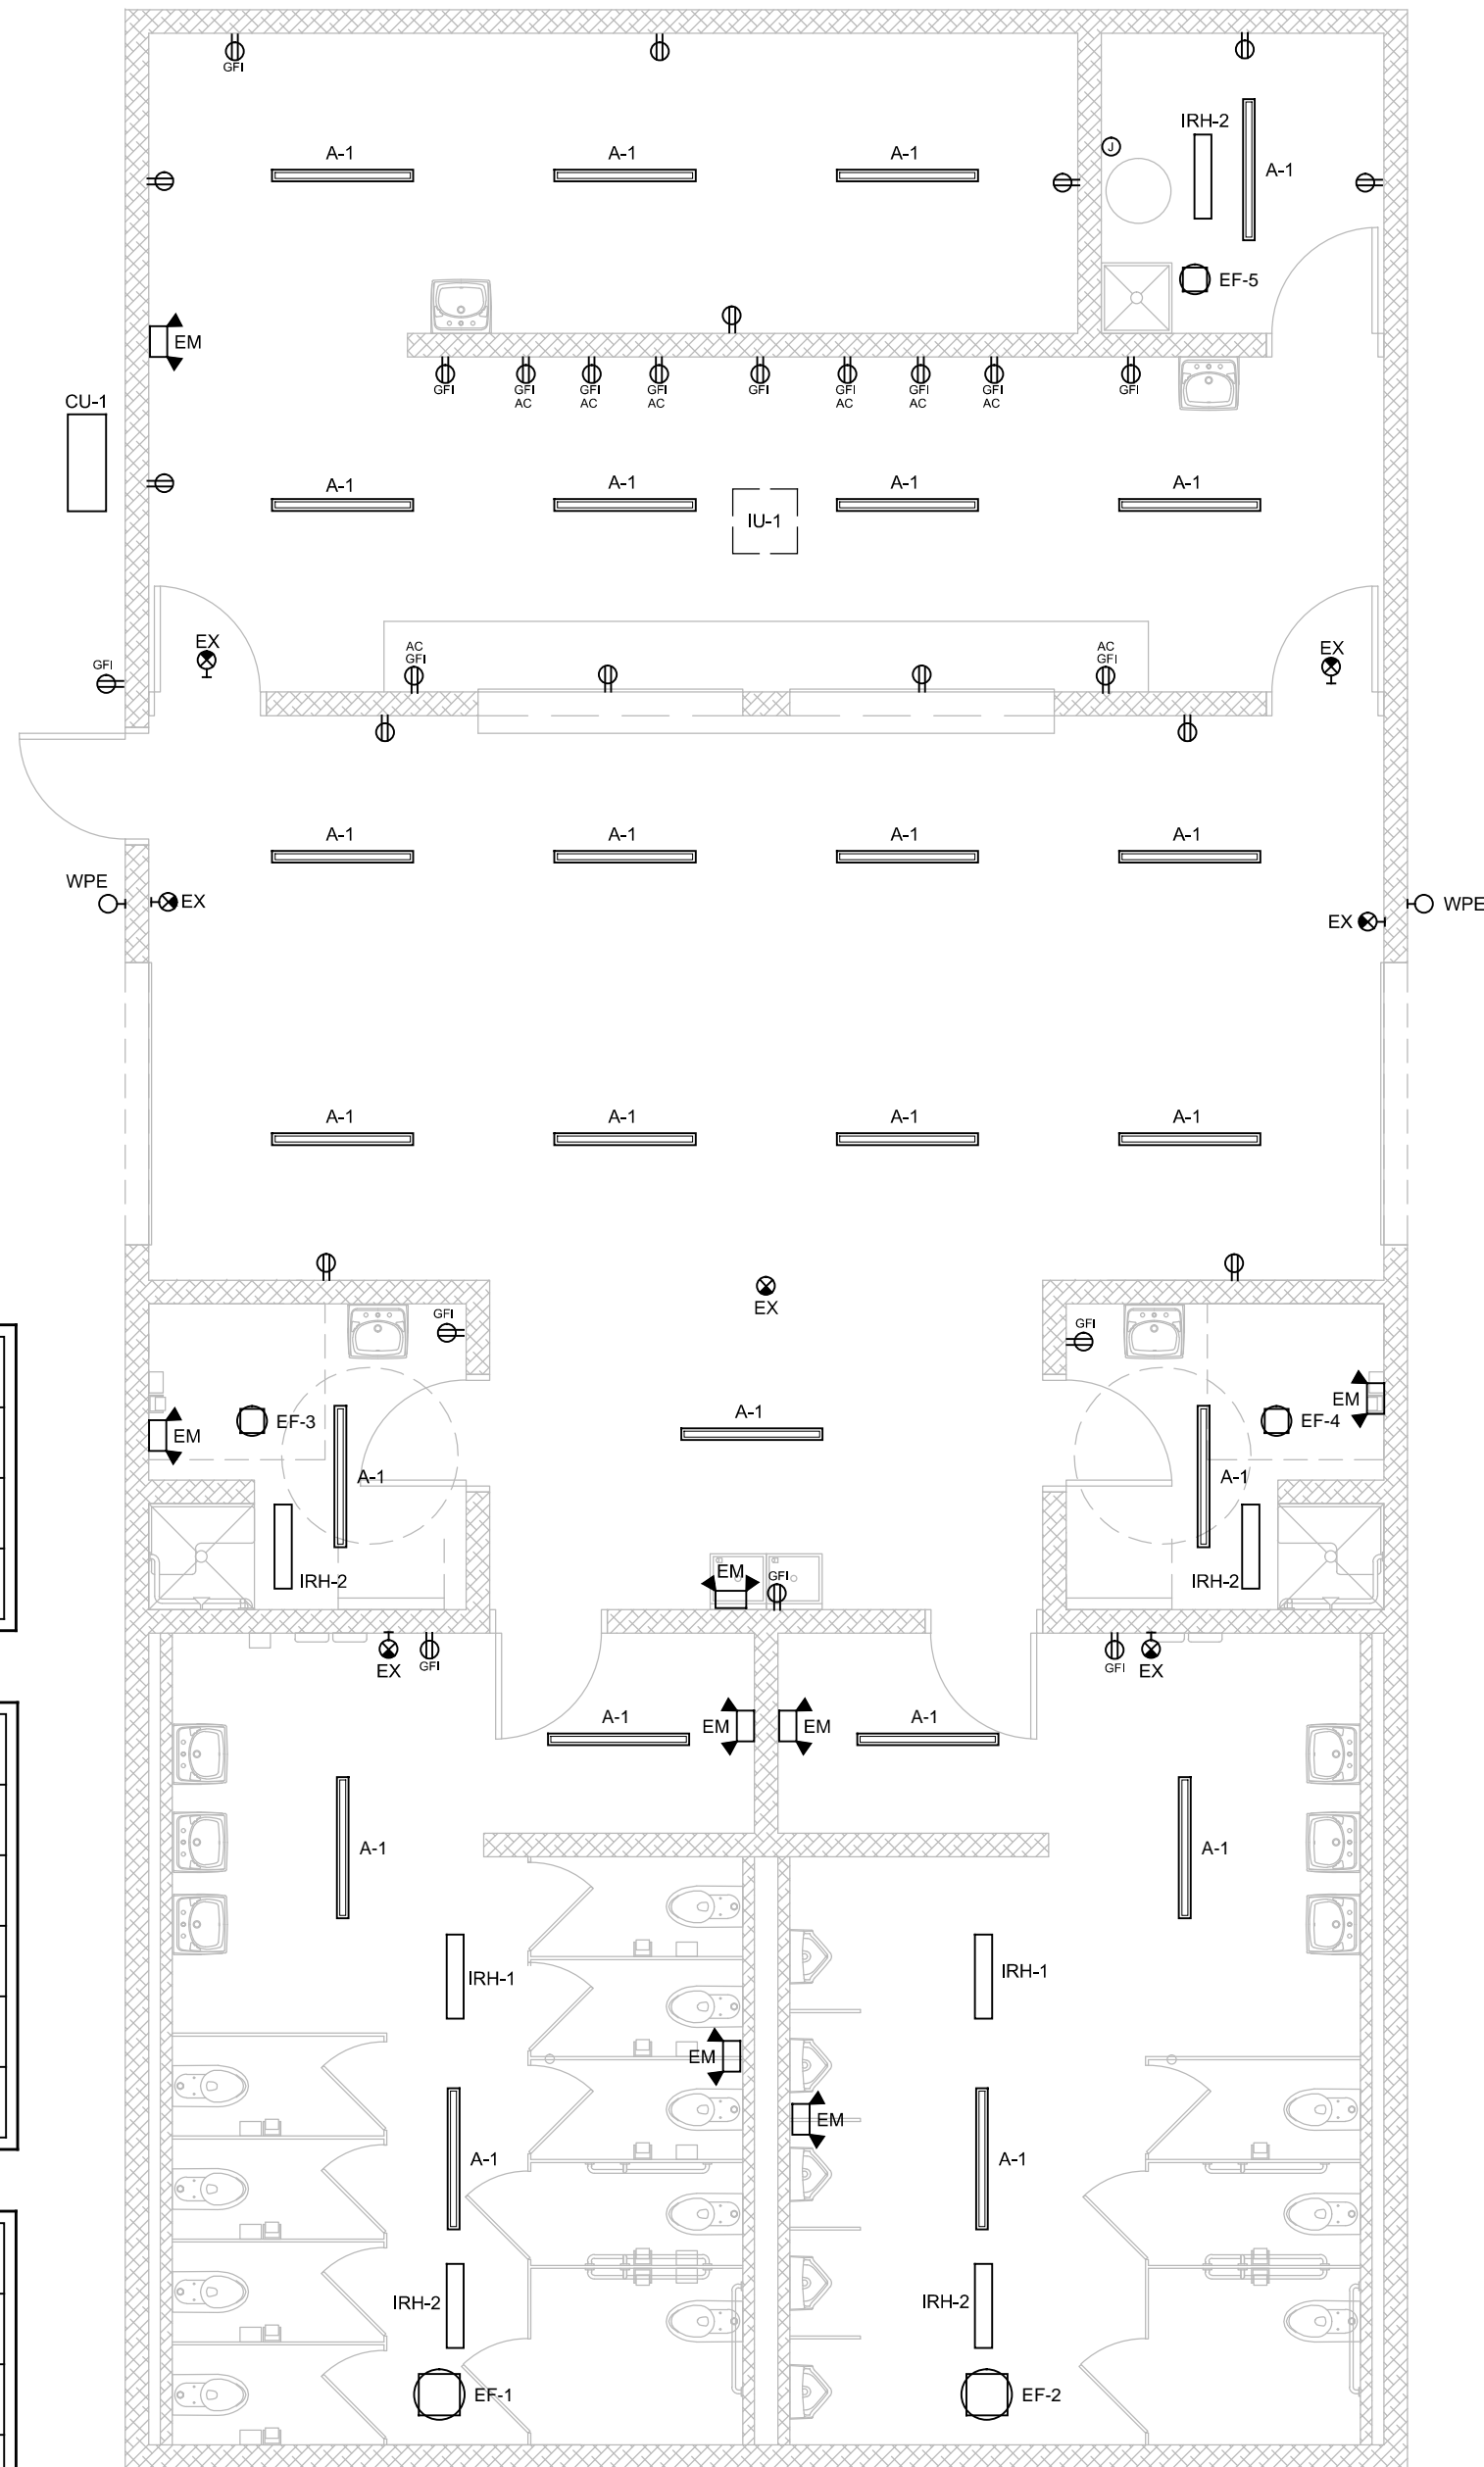 GFI
IRH-2
J
A-1 A-1 A-1
A-1
EF-5
EM
GFI GFI GFI GFI GFI GFI GFI GFI GFI
AC AC AC AC AC AC
CU-1
A-1 A-1 A-1 A-1
IU-1
EX
AC
GFI
AC
GFI
EX
GFI
A-1 A-1 A-1 A-1
WPE
EX
EX
WPE
A-1 A-1 A-1 A-1
EX
GFI
GFI
EM
A-1
EF-3
EF-4
EM
A-1
A-1
EM
GFI
IRH-2
IRH-2
EX
GFI
GFI
EX
A-1
EM
EM
A-1
A-1
A-1
IRH-1
IRH-1
EM
EM
A-1
A-1
IRH-2
IRH-2
EF-1
EF-2